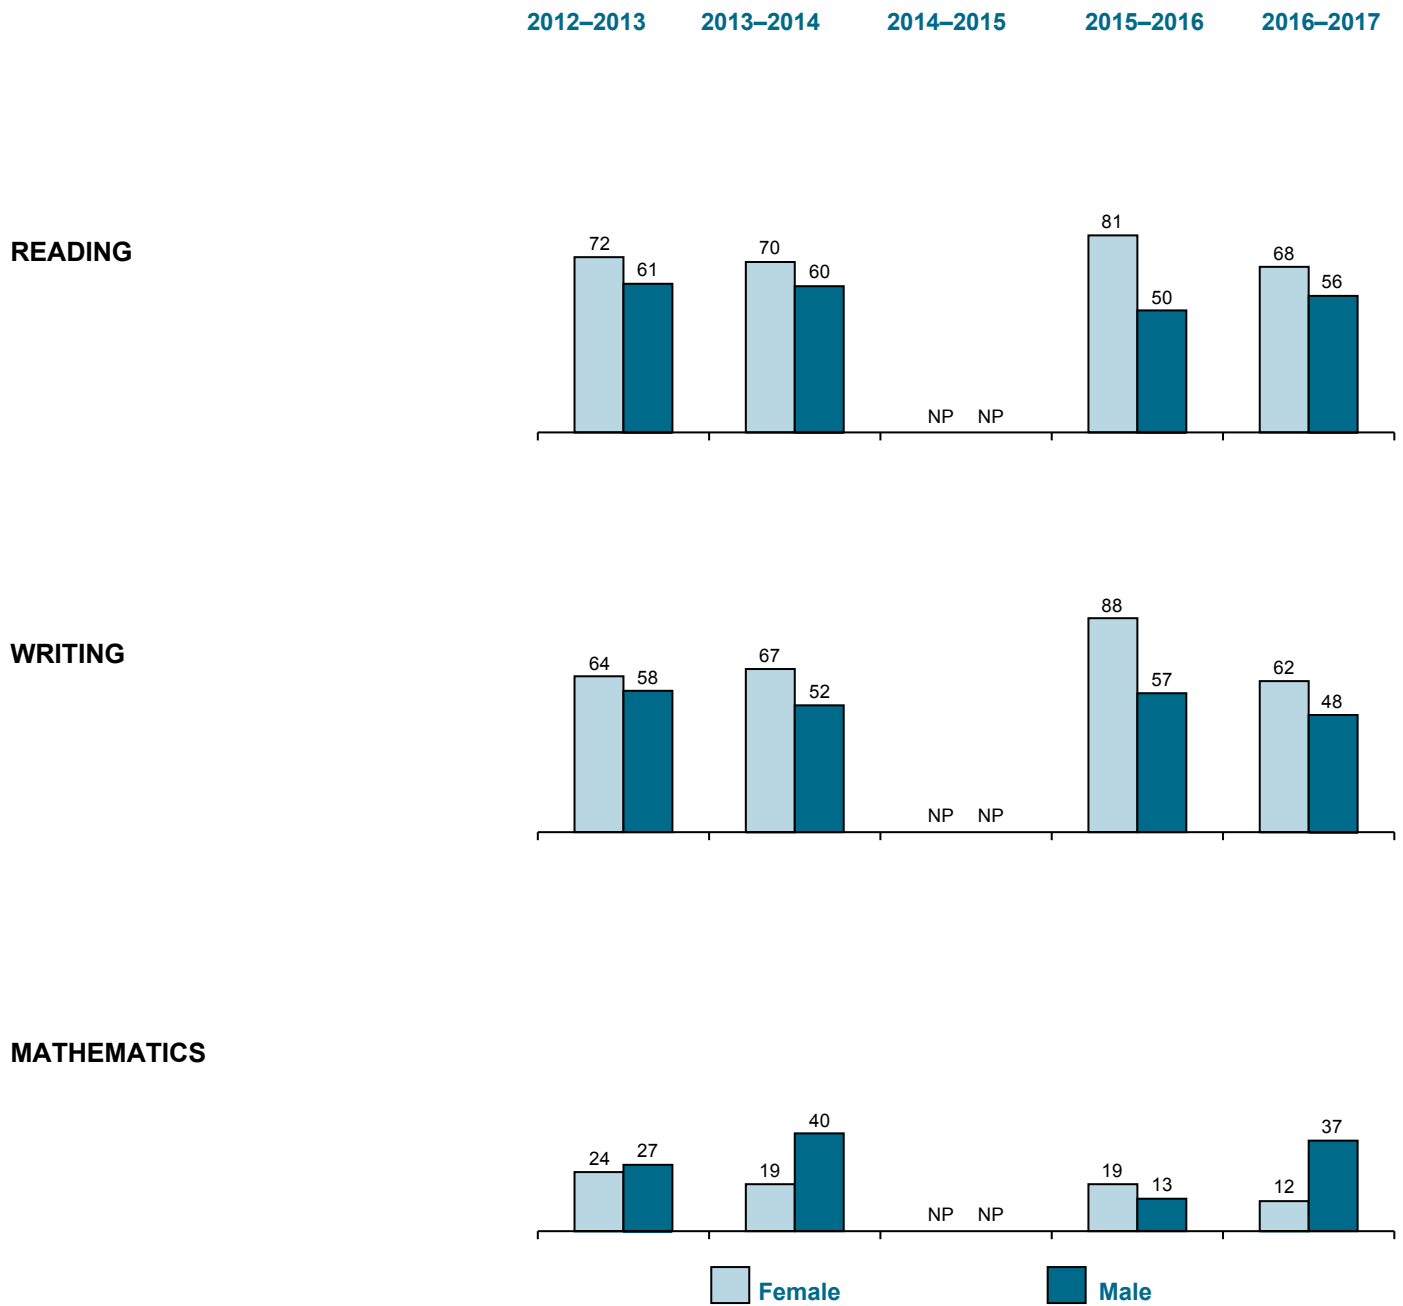 2012–2013 2013–2014 2014–2015 2015–2016 2016–2017
READING
72 61 70 60 NP NP 81 50 68 56
WRITING
64 58 67 52 NP NP 88 57 62 48
MATHEMATICS
24 27 19 40 NP NP 19 13 12 37
Female Male